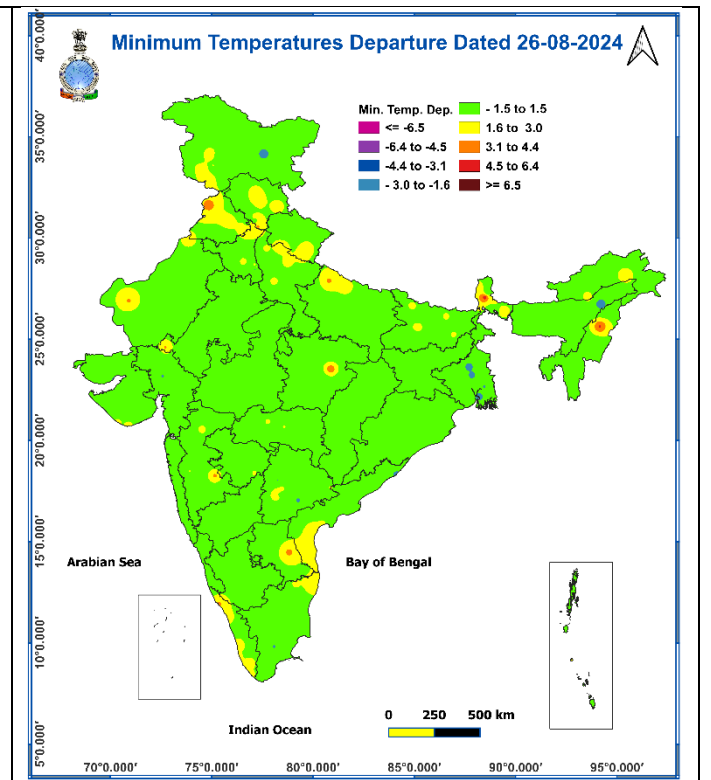 Minimum Temperatures Departure Dated 26-08-2024
Min. Temp. Dep.
<= -6.5
-6.4 to -4.5
-4.4 to -3.1
- 3.0 to -1.6
- 1.5 to 1.5
1.6 to 3.0
3.1 to 4.4
4.5 to 6.4
>= 6.5
40°0.000'
35°0.000'
30°0.000'
25°0.000'
20°0.000'
15°0.000'
10°0.000'
5°0.000'
Arabian Sea
Bay of Bengal
Indian Ocean
0 250 500 km
70°0.000' 75°0.000' 80°0.000' 85°0.000' 90°0.000' 95°0.000'